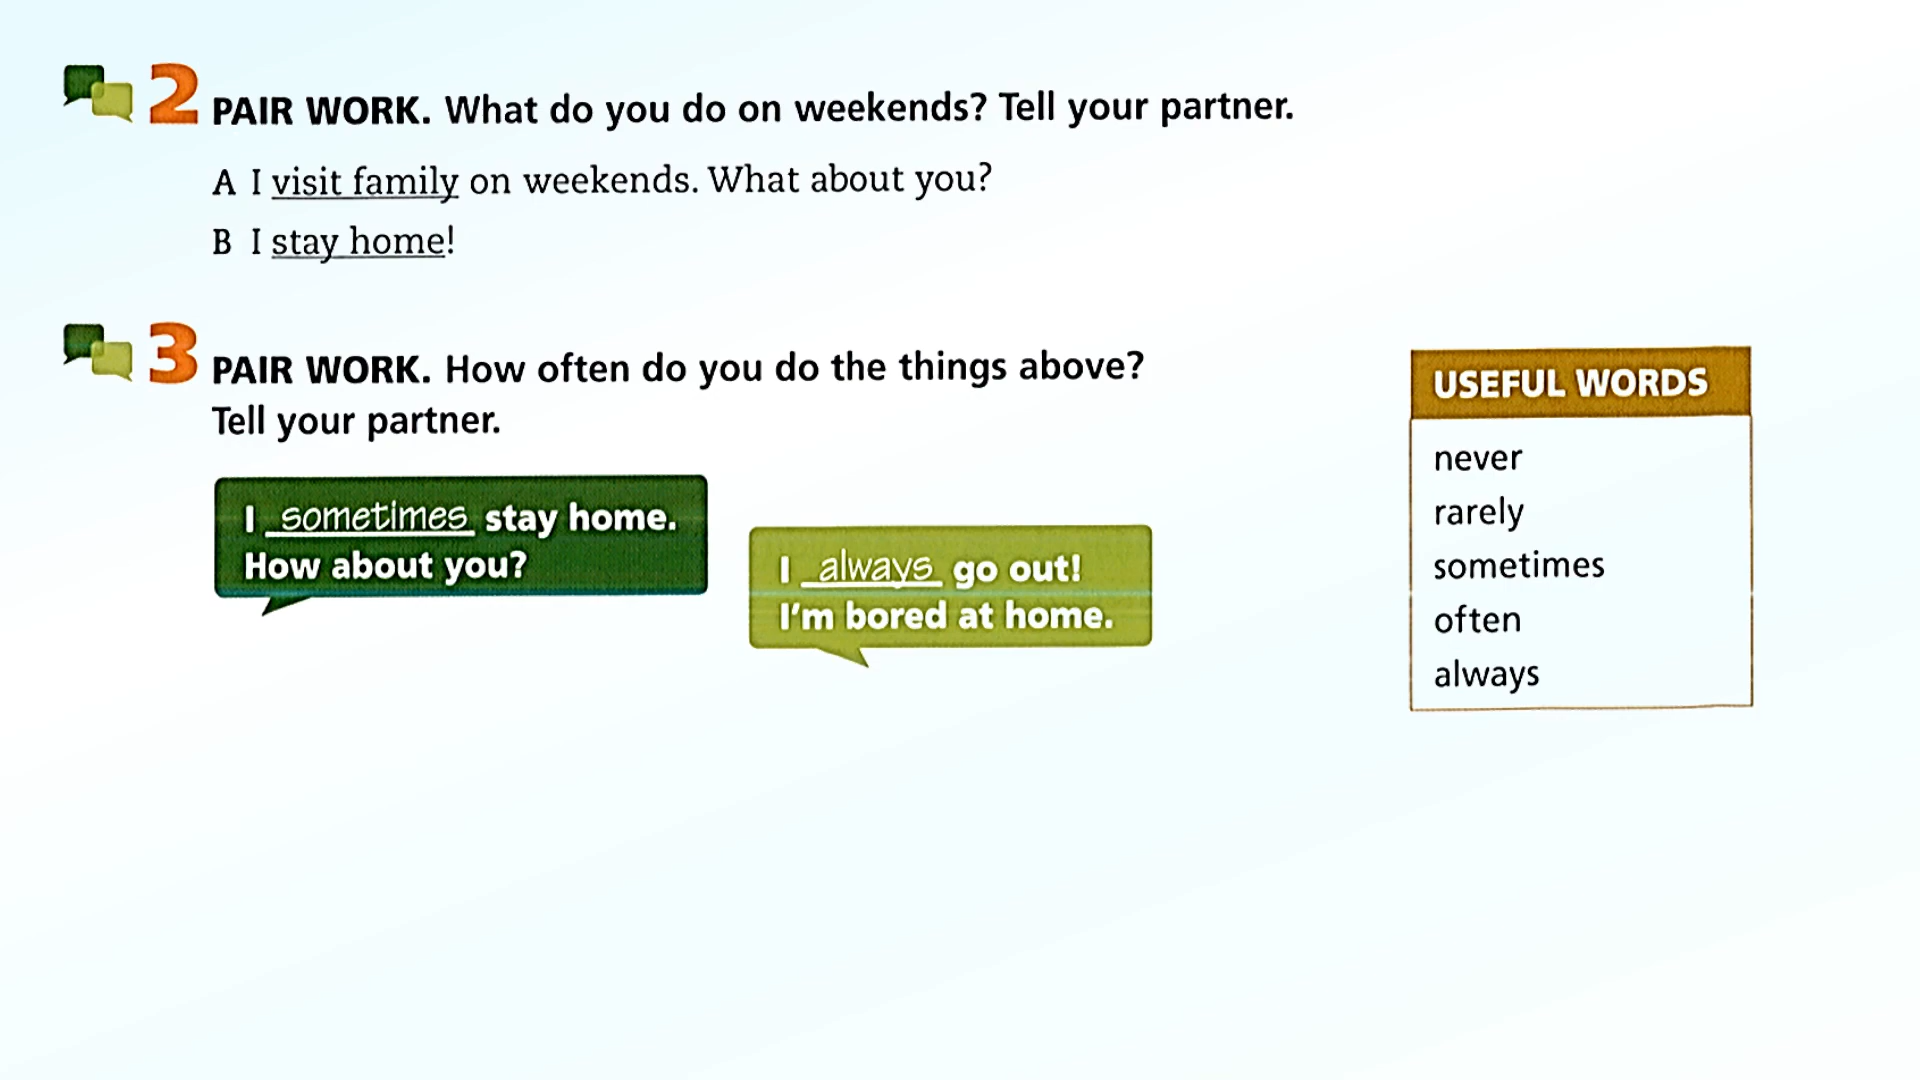 2 PAIR WORK. What do you do on weekends? Tell your partner.
A I visit family on weekends. What about you?
B I stay home!
3 PAIR WORK. How often do you do the things above?
Tell your partner.
I sometimes stay home.
How about you?
I always go out!
I'm bored at home.
USEFUL WORDS
never
rarely
sometimes
often
always